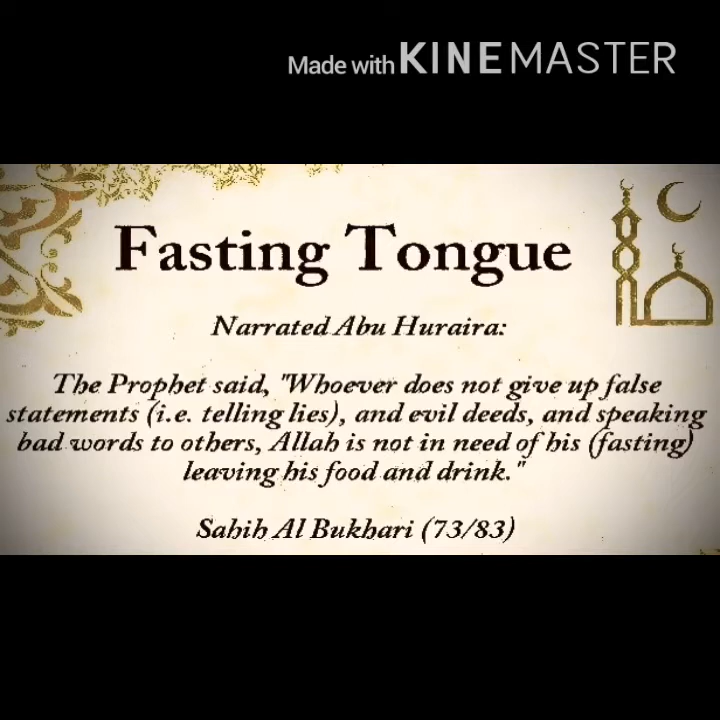 Made with KINEMASTER
Fasting Tongue
Narrated Abu Huraira:
The Prophet said, "Whoever does not give up false
statements (i.e. telling lies), and evil deeds, and speaking
bad words to others, Allah is not in need of his (fasting)
leaving his food and drink."
Sahih Al Bukhari (73/83)